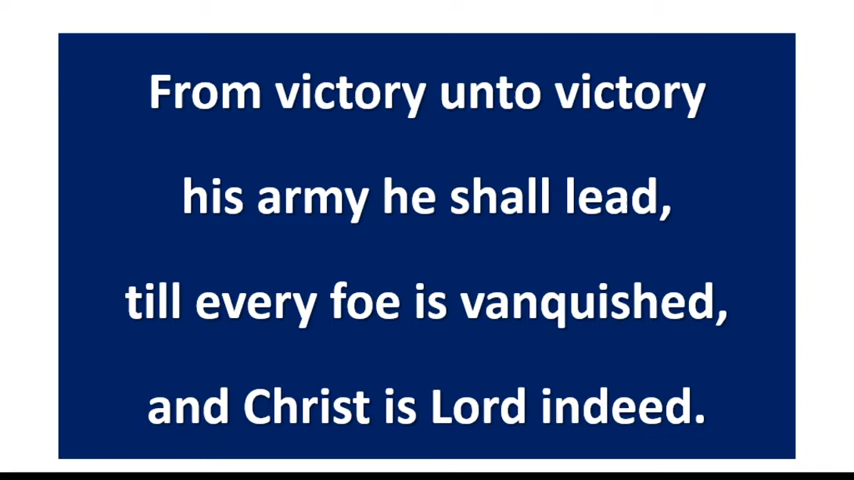 From victory unto victory
his army he shall lead,
till every foe is vanquished,
and Christ is Lord indeed.